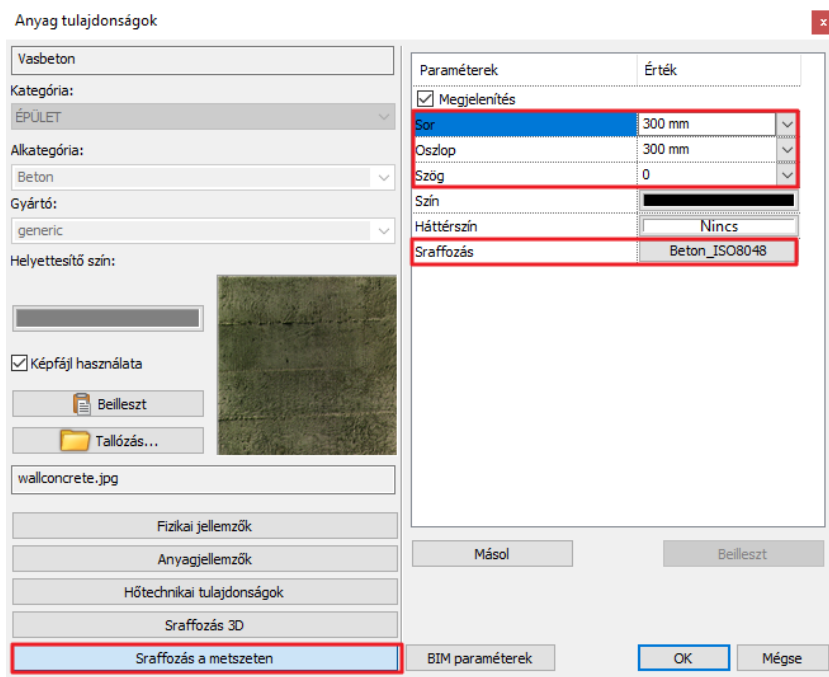 Anyag tulajdonságok
x
Vasbeton
Kategória:
ÉPÜLET
Alkategória:
Beton
Gyártó:
generic
Helyettesítő szín:
Képfájl használata
Beilleszt
Tallózás...
wallconcrete.jpg
Fizikai jellemzők
Anyagjellemzők
Hőtechnikai tulajdonságok
Sraffozás 3D
Sraffozás a metszeten
Paraméterek Érték
Megjelenítés
Sor 300 mm
Oszlop 300 mm
Szög 0
Szín
Háttérszín Nincs
Sraffozás Beton_ISO8048
Másol Beilleszt
BIM paraméterek OK Mégse